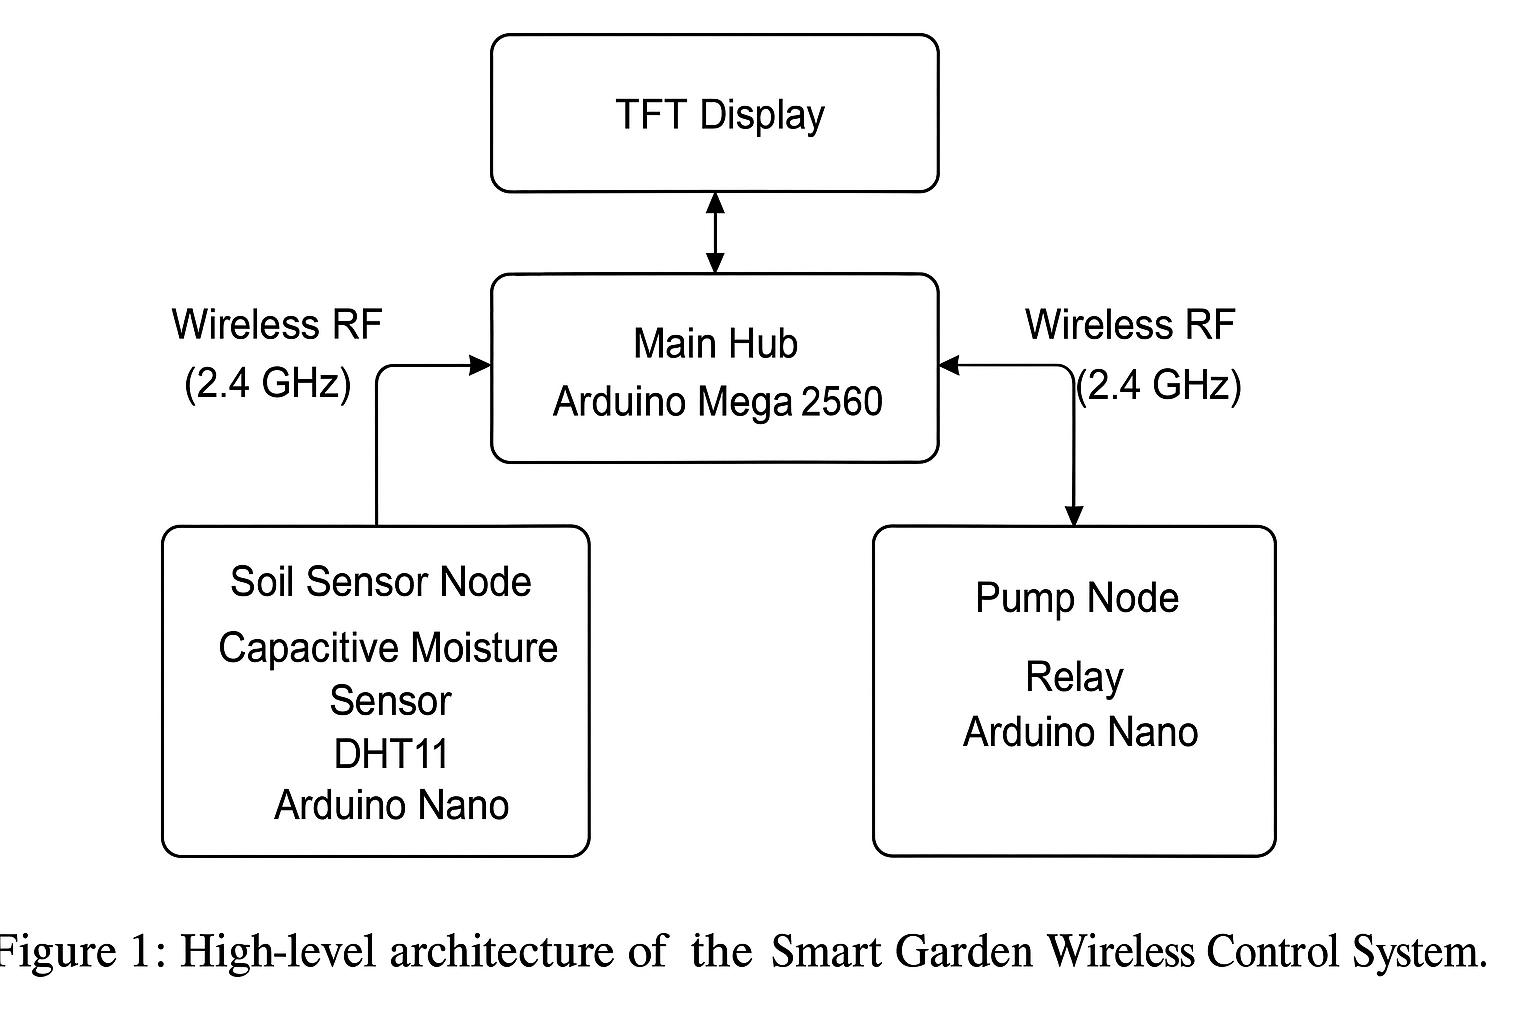 TFT Display
Wireless RF
(2.4 GHz)
Main Hub
Arduino Mega 2560
Wireless RF
(2.4 GHz)
Soil Sensor Node
Capacitive Moisture
Sensor
DHT11
Arduino Nano
Pump Node
Relay
Arduino Nano
Figure 1: High-level architecture of the Smart Garden Wireless Control System.